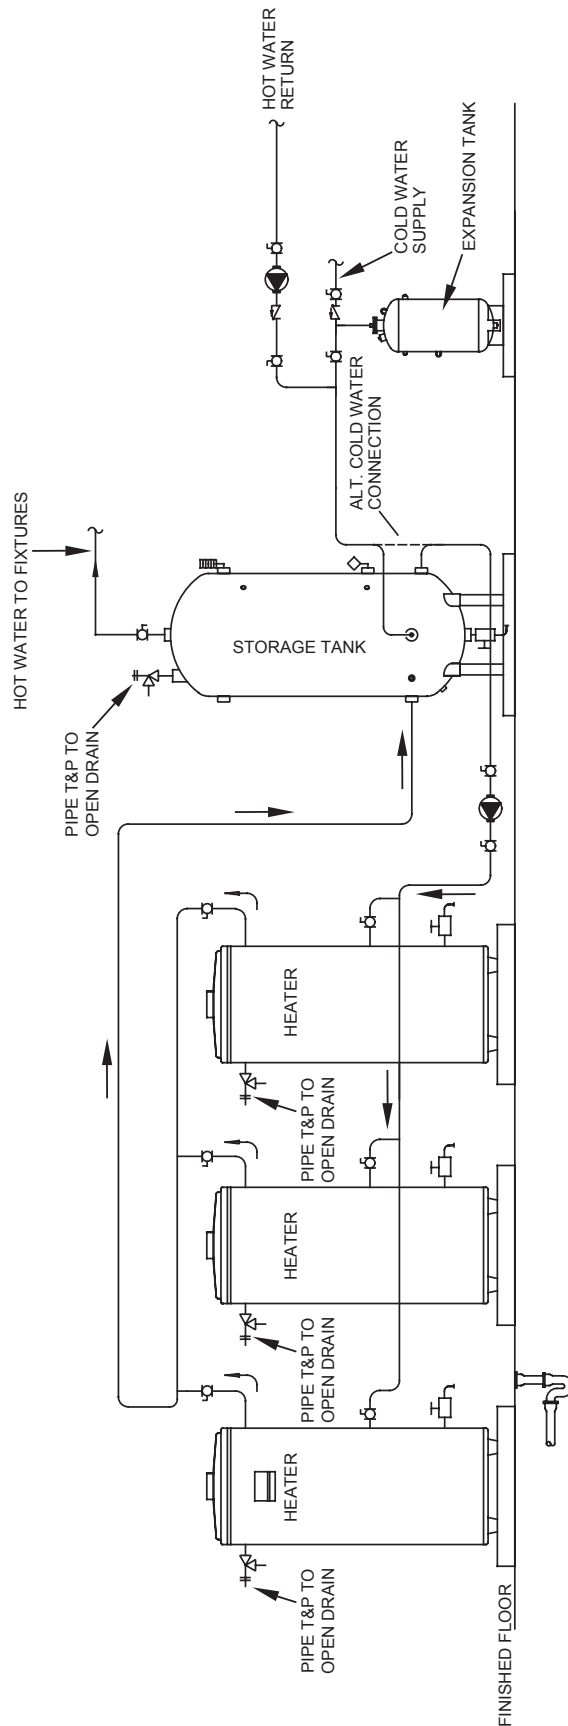 HOT WATER TO FIXTURES
HOT WATER
RETURN
PIPE T&P TO
OPEN DRAIN
COLD WATER
SUPPLY
STORAGE TANK
ALT. COLD WATER
CONNECTION
EXPANSION TANK
HEATER
HEATER
HEATER
PIPE T&P TO
OPEN DRAIN
PIPE T&P TO
OPEN DRAIN
PIPE T&P TO
OPEN DRAIN
FINISHED FLOOR